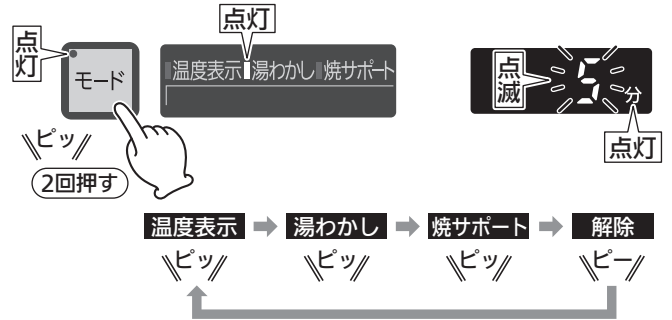 点灯
モード
ピッ
2回押す
点灯
温度表示 湯わかし 焼サポート
点滅
5
分
点灯
温度表示 ➡ 湯わかし ➡ 焼サポート ➡ 解除
ピッ ピッ ピッ ピー